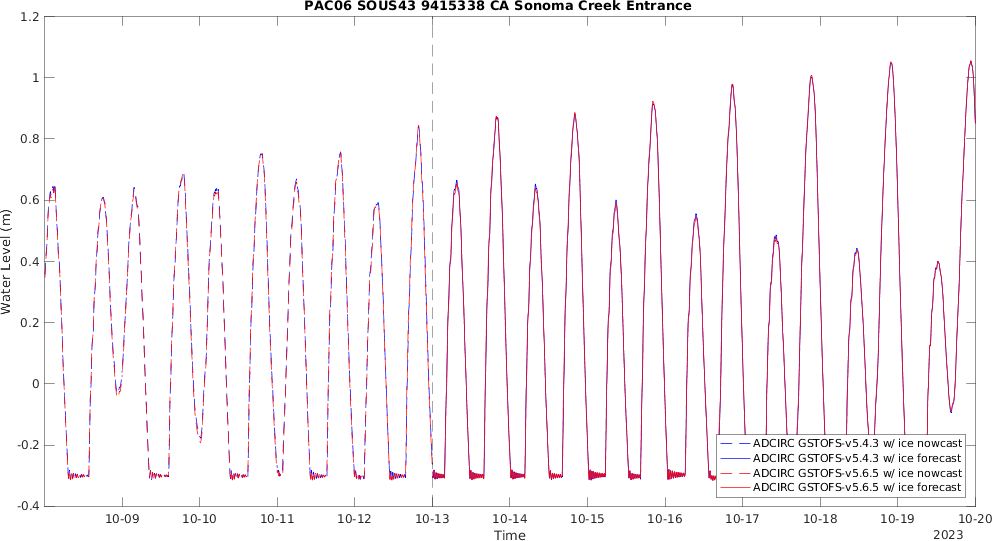 PAC06 SOUS43 9415338 CA Sonoma Creek Entrance
1.2
1
0.8
0.6
0.4
0.2
0
-0.2
-0.4
Water Level (m)
10-09 10-10 10-11 10-12 10-13 10-14 10-15 10-16 10-17 10-18 10-19 10-20
Time
2023
ADCIRC GSTOFS-v5.4.3 w/ ice nowcast
ADCIRC GSTOFS-v5.4.3 w/ ice forecast
ADCIRC GSTOFS-v5.6.5 w/ ice nowcast
ADCIRC GSTOFS-v5.6.5 w/ ice forecast